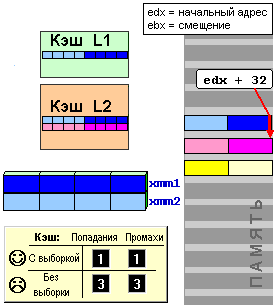 edx = начальный адрес
ebx = смещение
Кэш L1
Кэш L2
edx + 32
xmm1
xmm2
ПАМЯТЬ
Кэш: Попадания Промахи
С выборкой 1 1
Без выборки 3 3